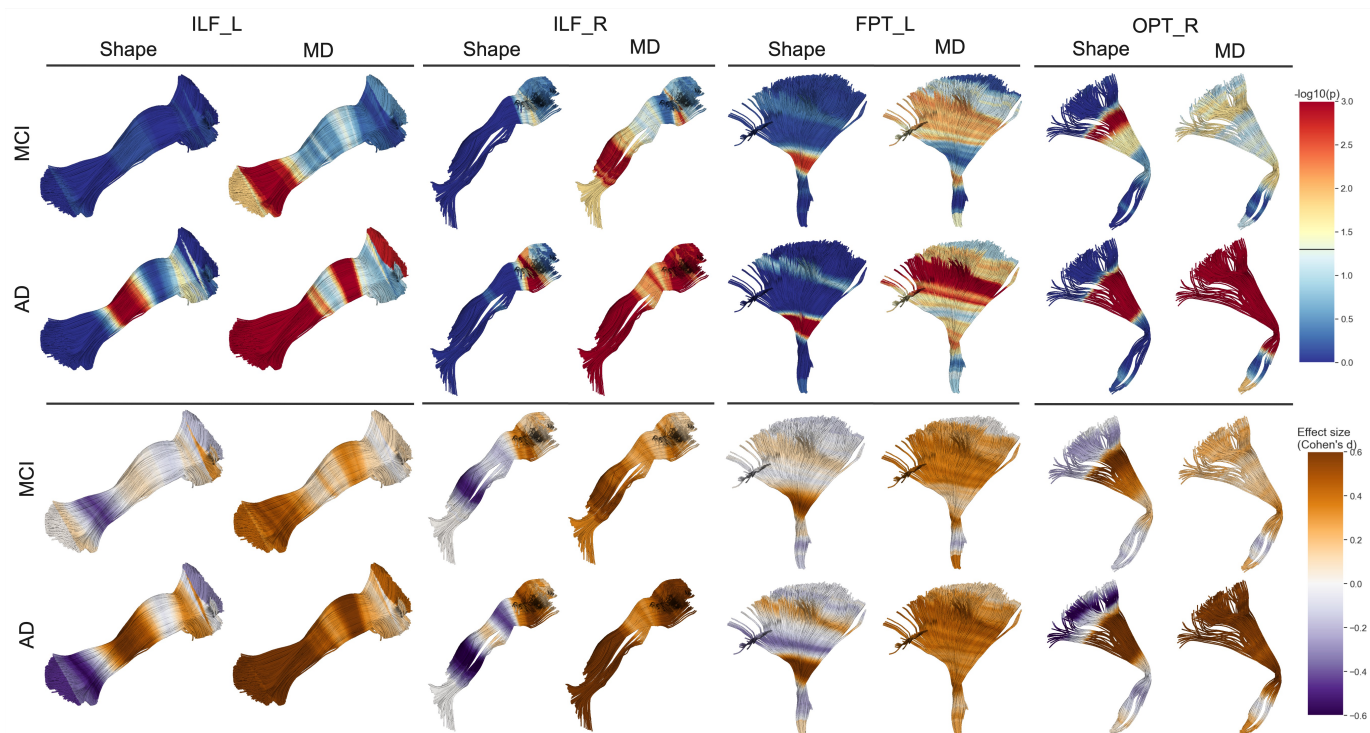 ILF_L ILF_R FPT_L OPT_R
Shape MD Shape MD Shape MD Shape MD
-log10(p)
MCI
3.0
2.5
2.0
1.5
1.0
0.5
0.0
AD
Effect size
(Cohen's d)
MCI
0.6
0.4
0.2
0.0
−0.2
−0.4
−0.6
AD